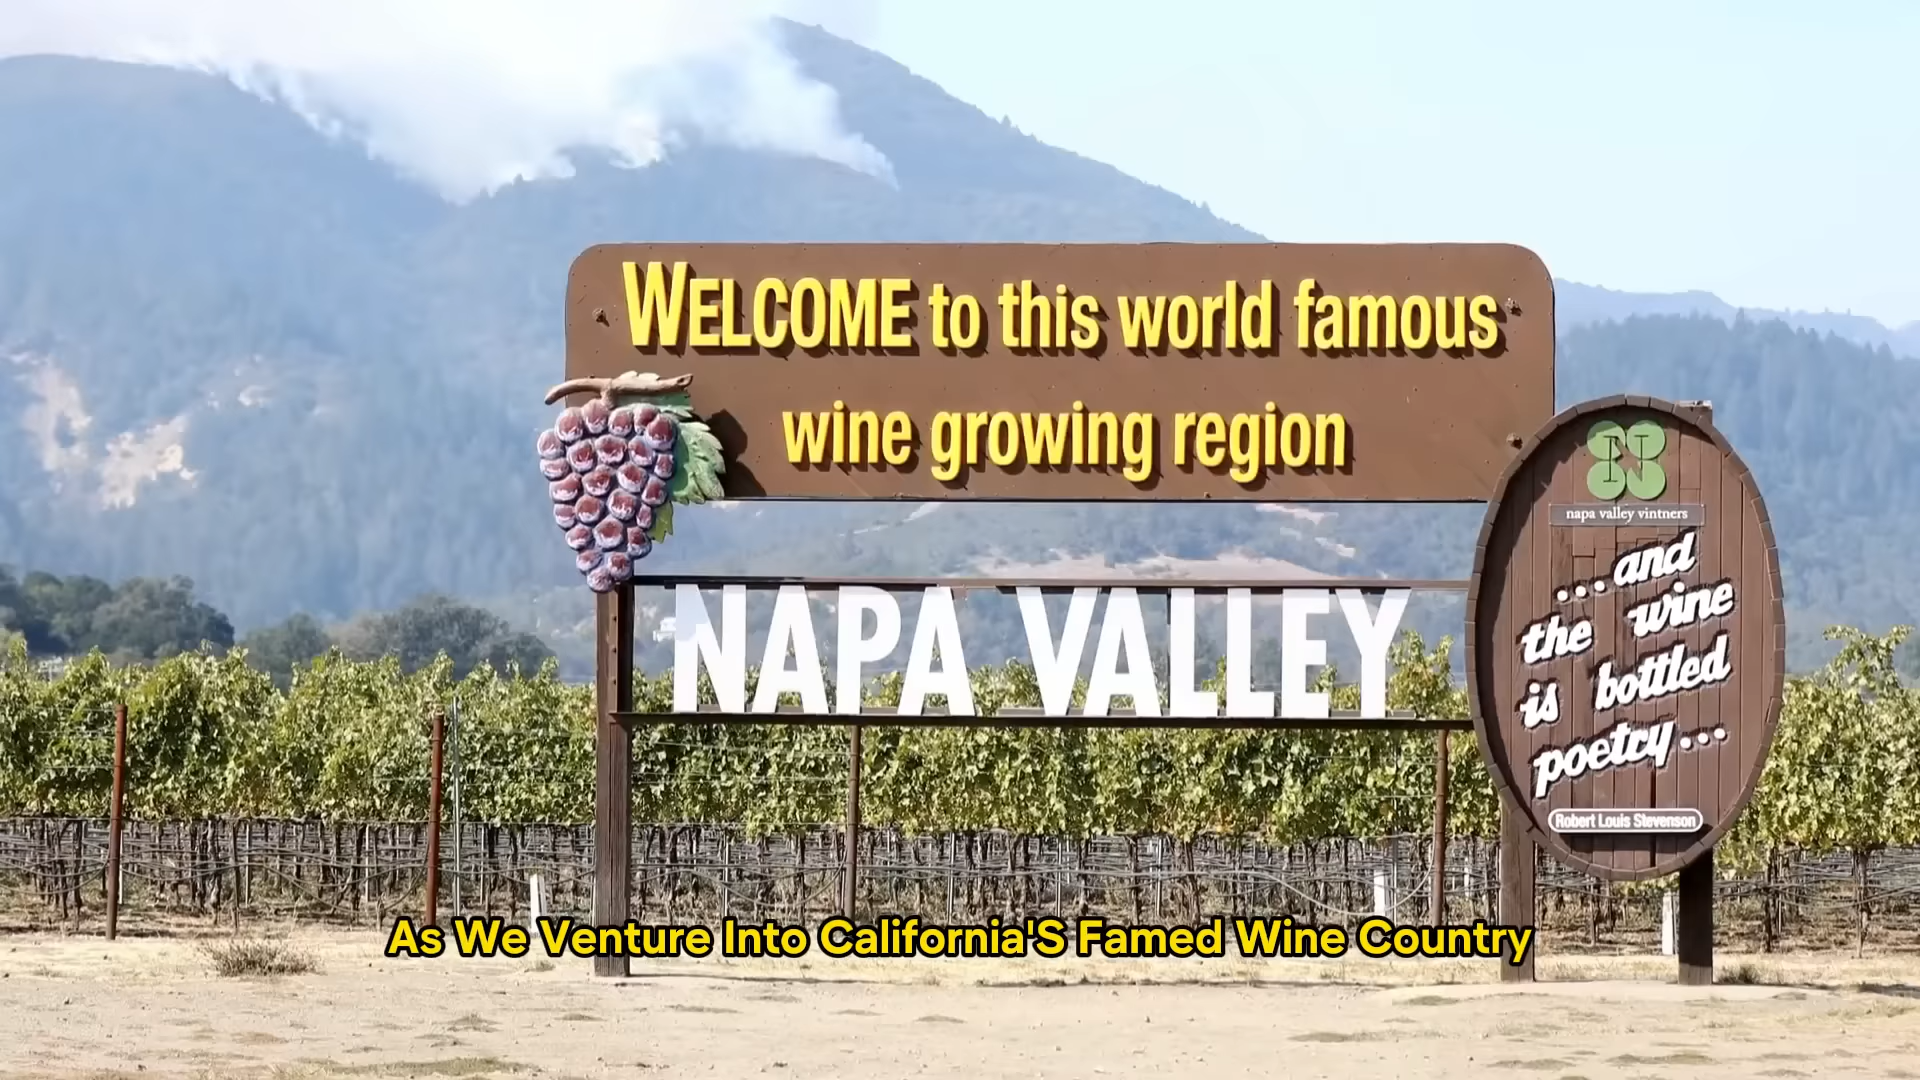 WELCOME to this world famous
wine growing region
NAPA VALLEY
napa valley vintners
...and
the wine
is bottled
poetry...
Robert Louis Stevenson
As We Venture Into California'S Famed Wine Country